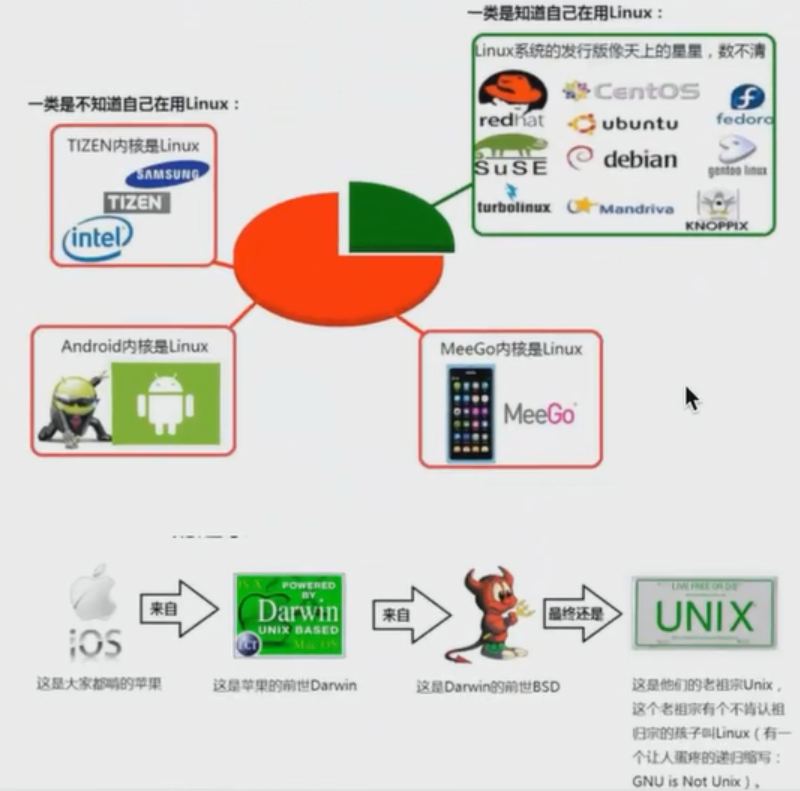 一类是知道自己在用Linux：
Linux系统的发行版像天上的星星，数不清
redhat
CentOS
fedora
ubuntu
SUSE
debian
gentoo linux
turbolinux
Mandriva
KNOPPIX
一类是不知道自己在用Linux：
TIZEN内核是Linux
SAMSUNG
TIZEN
intel
Android内核是Linux
MeeGo内核是Linux
MeeGo
iOS
来自
POWERED
BY
Darwin
UNIX BASED
来自
最终还是
LIVE FREE OR DIE
UNIX
这是大家都啃的苹果
这是苹果的前世Darwin
这是Darwin的前世BSD
这是他们的老祖宗Unix，
这个老祖宗有个不肯认祖
归宗的孩子叫Linux（有一
个让人蛋疼的递归缩写：
GNU is Not Unix）。